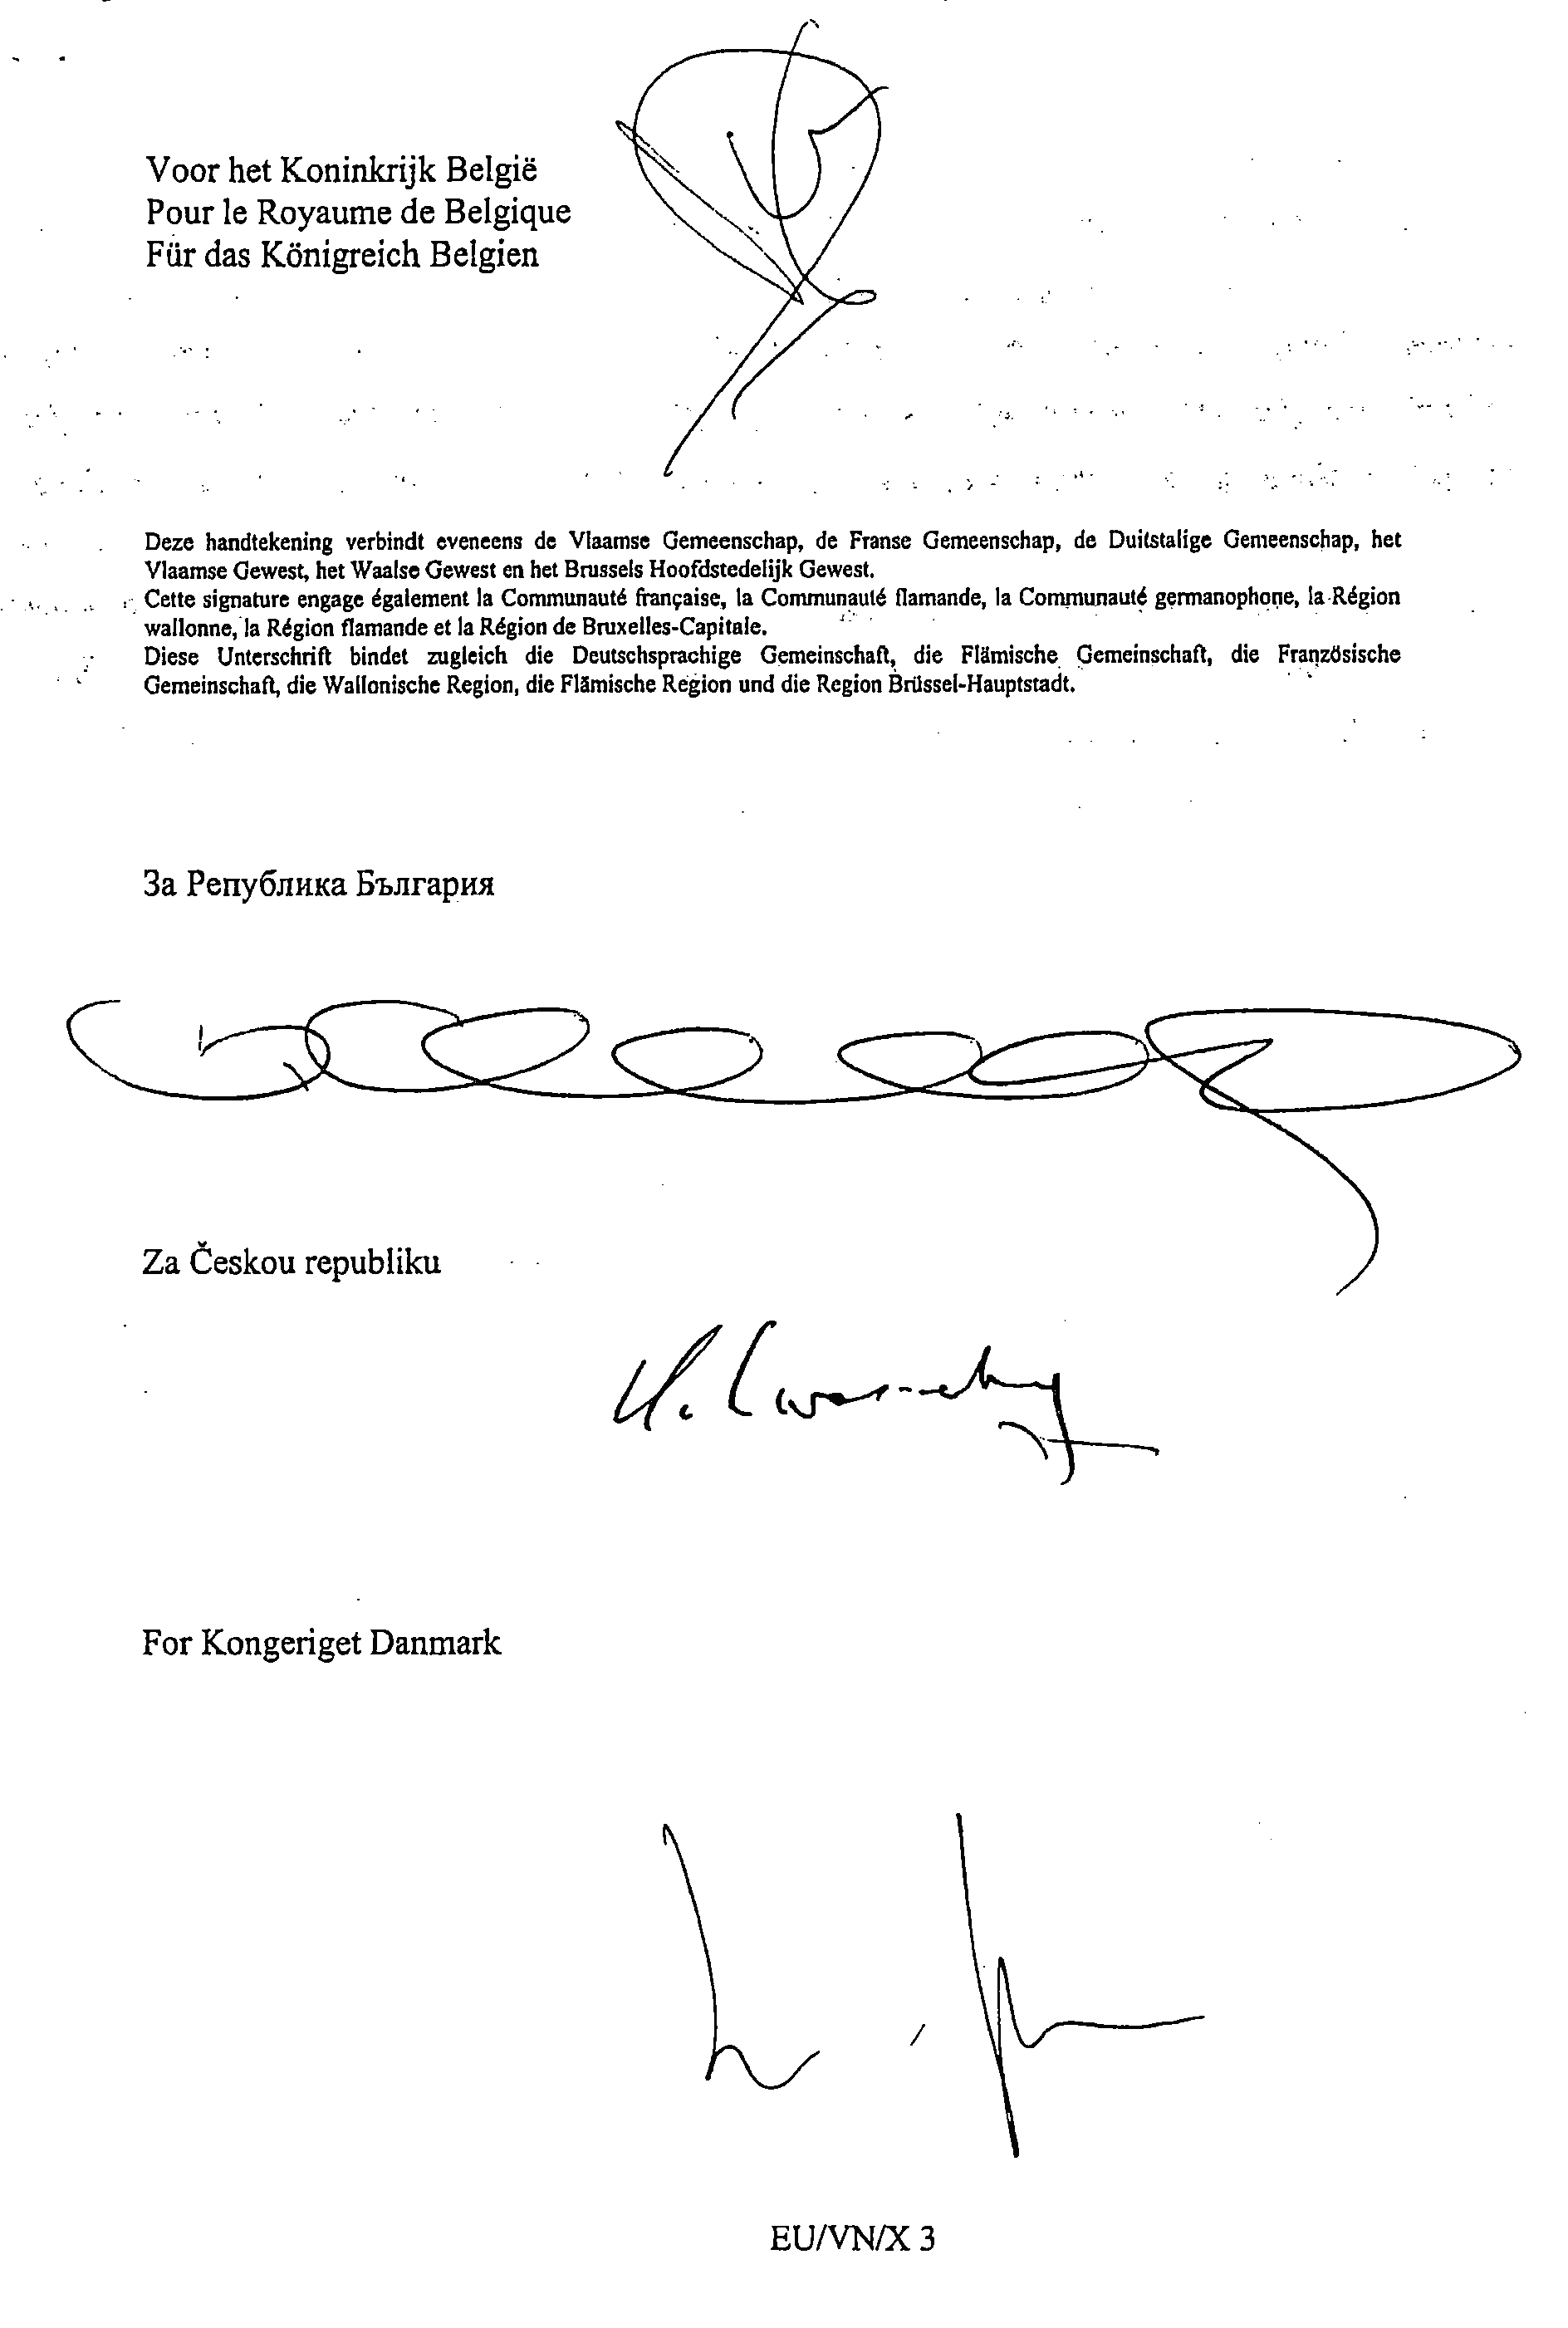 Voor het Koninkrijk België
Pour le Royaume de Belgique
Für das Königreich Belgien
Deze handtekening verbindt eveneens de Vlaamse Gemeenschap, de Franse Gemeenschap, de Duitstalige Gemeenschap, het
Vlaamse Gewest, het Waalse Gewest en het Brussels Hoofdstedelijk Gewest.
Cette signature engage également la Communauté française, la Communauté flamande, la Communauté germanophone, la Région
wallonne, la Région flamande et la Région de Bruxelles-Capitale.
Diese Unterschrift bindet zugleich die Deutschsprachige Gemeinschaft, die Flämische Gemeinschaft, die Französische
Gemeinschaft, die Wallonische Region, die Flämische Region und die Region Brüssel-Hauptstadt.
За Република България
Za Českou republiku
For Kongeriget Danmark
EU/VN/X 3